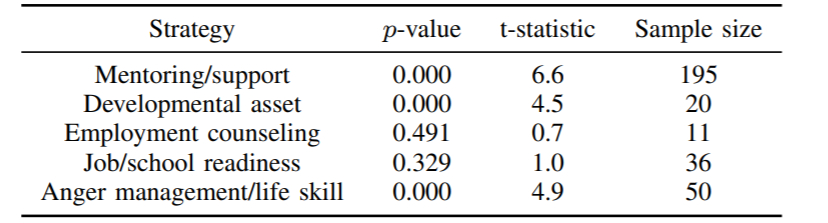 Strategy p-value t-statistic Sample size
Mentoring/support 0.000 6.6 195
Developmental asset 0.000 4.5 20
Employment counseling 0.491 0.7 11
Job/school readiness 0.329 1.0 36
Anger management/life skill 0.000 4.9 50